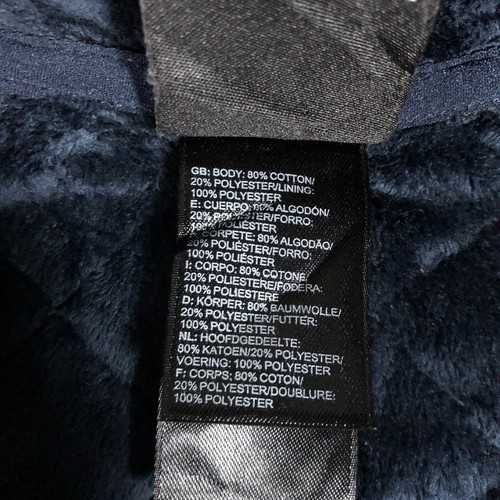 GB: BODY: 80% COTTON/
20% POLYESTER/LINING:
100% POLYESTER
E: CUERPO: 80% ALGODÓN/
20% POLYESTER/FORRO:
100% POLYESTER
CORPETE: 80% ALGODÃO/
20% POLIÉSTER/FORRO:
100% POLIÉSTER
I: CORPO: 80% COTONE/
20% POLIESTERE/FODERA:
100% POLIESTERE
D: KÖRPER: 80% BAUMWOLLE/
20% POLYESTER/FUTTER:
100% POLYESTER
NL: HOOFDGEDEELTE:
80% KATOEN/20% POLYESTER/
VOERING: 100% POLYESTER
F: CORPS: 80% COTON/
20% POLYESTER/DOUBLURE:
100% POLYESTER